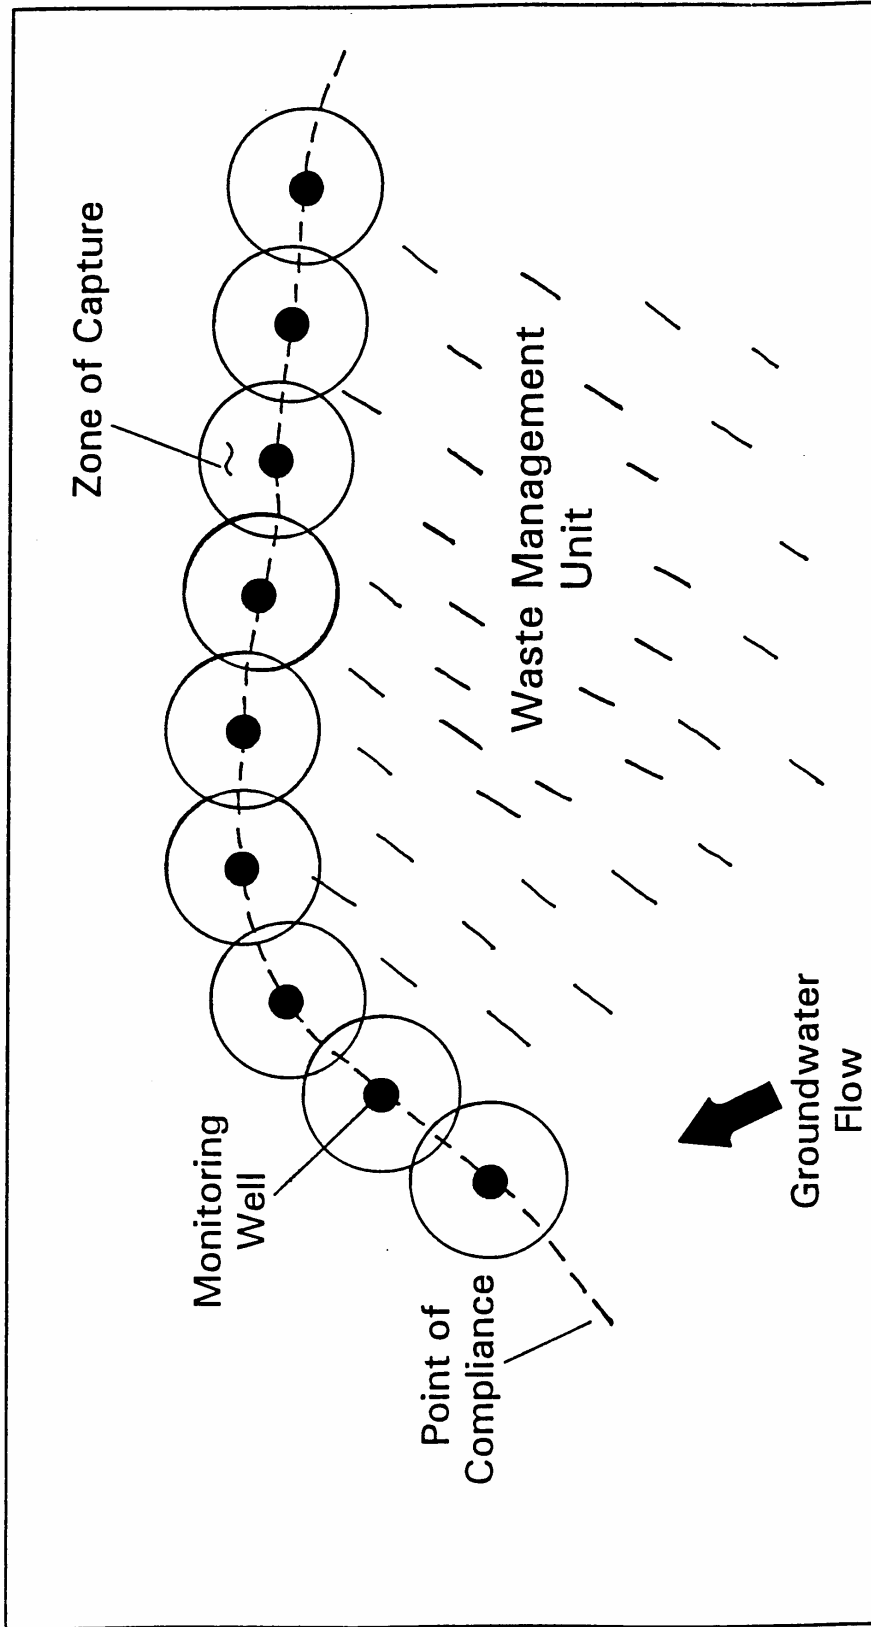 Zone of Capture
Monitoring
Well
Point of
Compliance
Waste Management
Unit
Groundwater
Flow